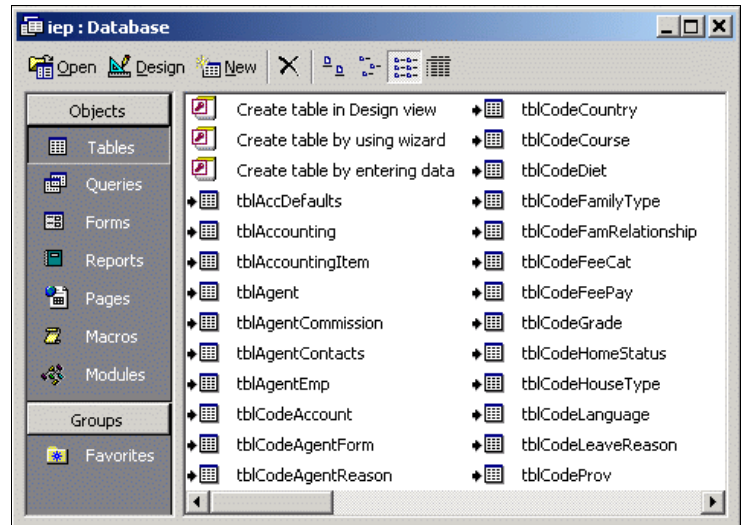 iep : Database
Open Design New
Objects
Tables
Queries
Forms
Reports
Pages
Macros
Modules
Groups
Favorites
Create table in Design view
Create table by using wizard
Create table by entering data
tblAccDefaults
tblAccounting
tblAccountingItem
tblAgent
tblAgentCommission
tblAgentContacts
tblAgentEmp
tblCodeAccount
tblCodeAgentForm
tblCodeAgentReason
tblCodeCountry
tblCodeCourse
tblCodeDiet
tblCodeFamilyType
tblCodeFamRelationship
tblCodeFeeCat
tblCodeFeePay
tblCodeGrade
tblCodeHomeStatus
tblCodeHouseType
tblCodeLanguage
tblCodeLeaveReason
tblCodeProv